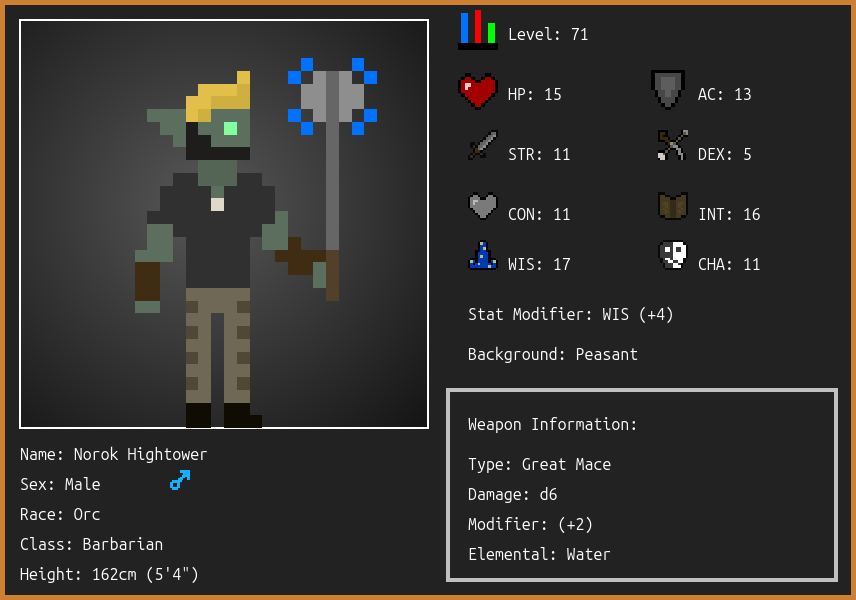 Level: 71
HP: 15
AC: 13
STR: 11
DEX: 5
CON: 11
INT: 16
WIS: 17
CHA: 11
Stat Modifier: WIS (+4)
Background: Peasant
Weapon Information:
Type: Great Mace
Damage: d6
Modifier: (+2)
Elemental: Water
Name: Norok Hightower
Sex: Male
Race: Orc
Class: Barbarian
Height: 162cm (5'4")